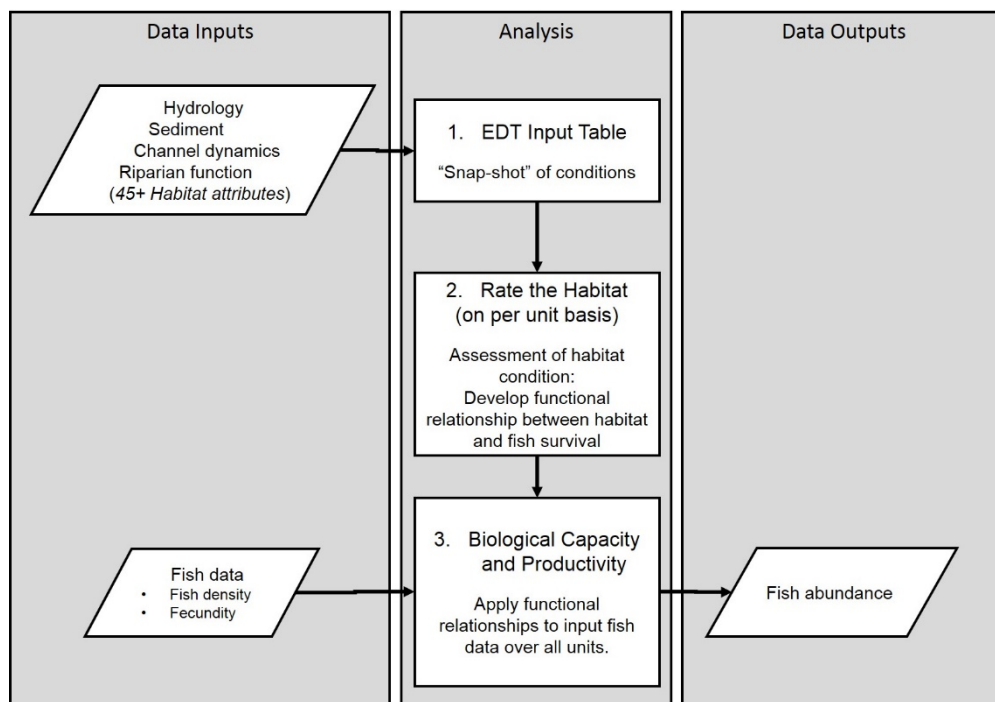 Data Inputs
Analysis
Data Outputs
Hydrology
Sediment
Channel dynamics
Riparian function
(45+ Habitat attributes)
1. EDT Input Table
“Snap-shot” of conditions
2. Rate the Habitat
(on per unit basis)
Assessment of habitat
condition:
Develop functional
relationship between habitat
and fish survival
Fish data
• Fish density
• Fecundity
3. Biological Capacity
and Productivity
Apply functional
relationships to input fish
data over all units.
Fish abundance